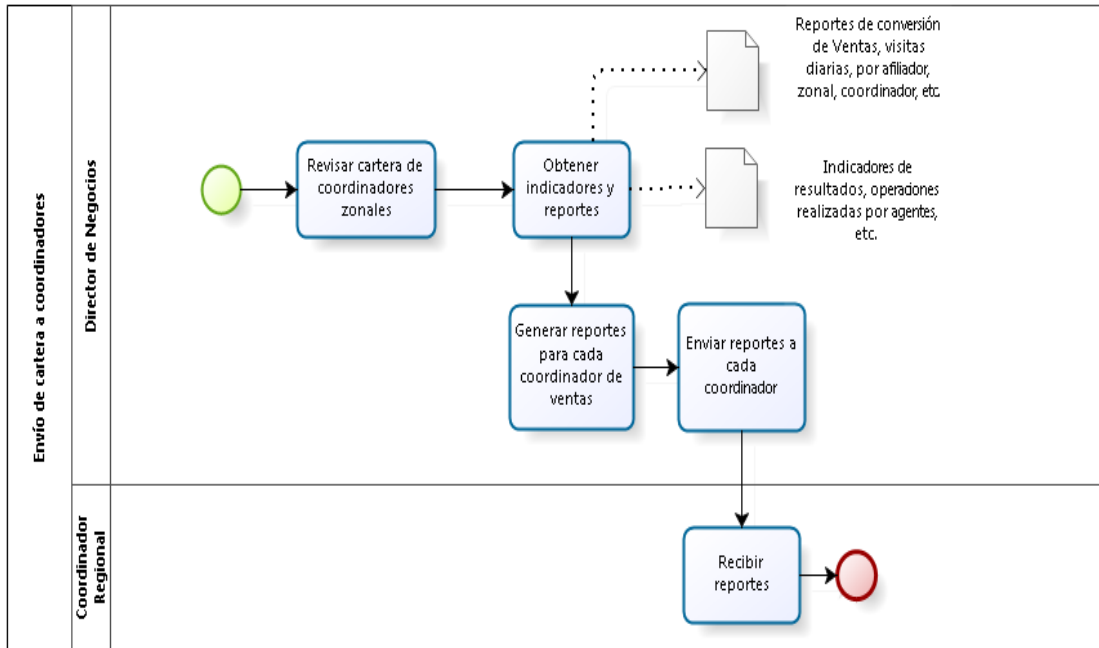 Envío de cartera a coordinadores
Director de Negocios
Revisar cartera de
coordinadores
zonales
Obtener
indicadores y
reportes
Reportes de conversión
de Ventas, visitas
diarias, por afiliador,
zonal, coordinador, etc.
Indicadores de
resultados, operaciones
realizadas por agentes,
etc.
Generar reportes
para cada
coordinador de
ventas
Enviar reportes a
cada
coordinador
Coordinador
Regional
Recibir
reportes